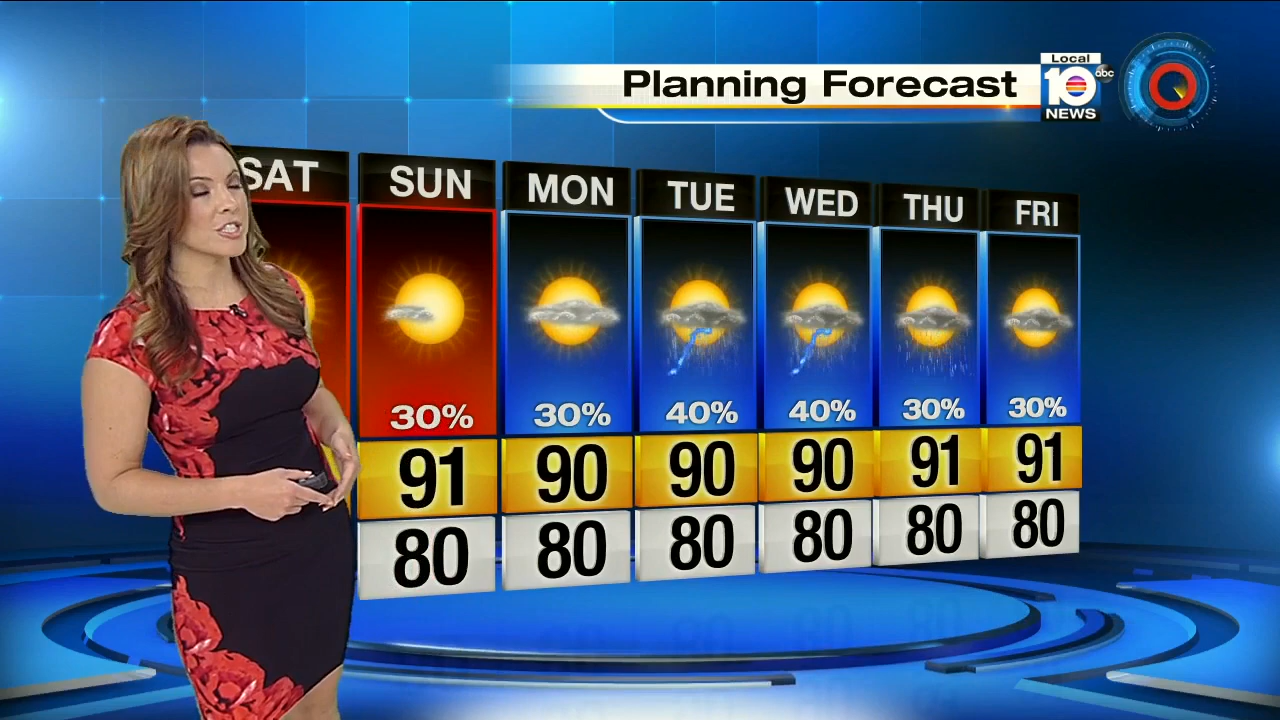 Planning Forecast
Local
10
abc
NEWS
SAT SUN MON TUE WED THU FRI
30% 30% 40% 40% 30% 30%
91 90 90 90 91 91
80 80 80 80 80 80